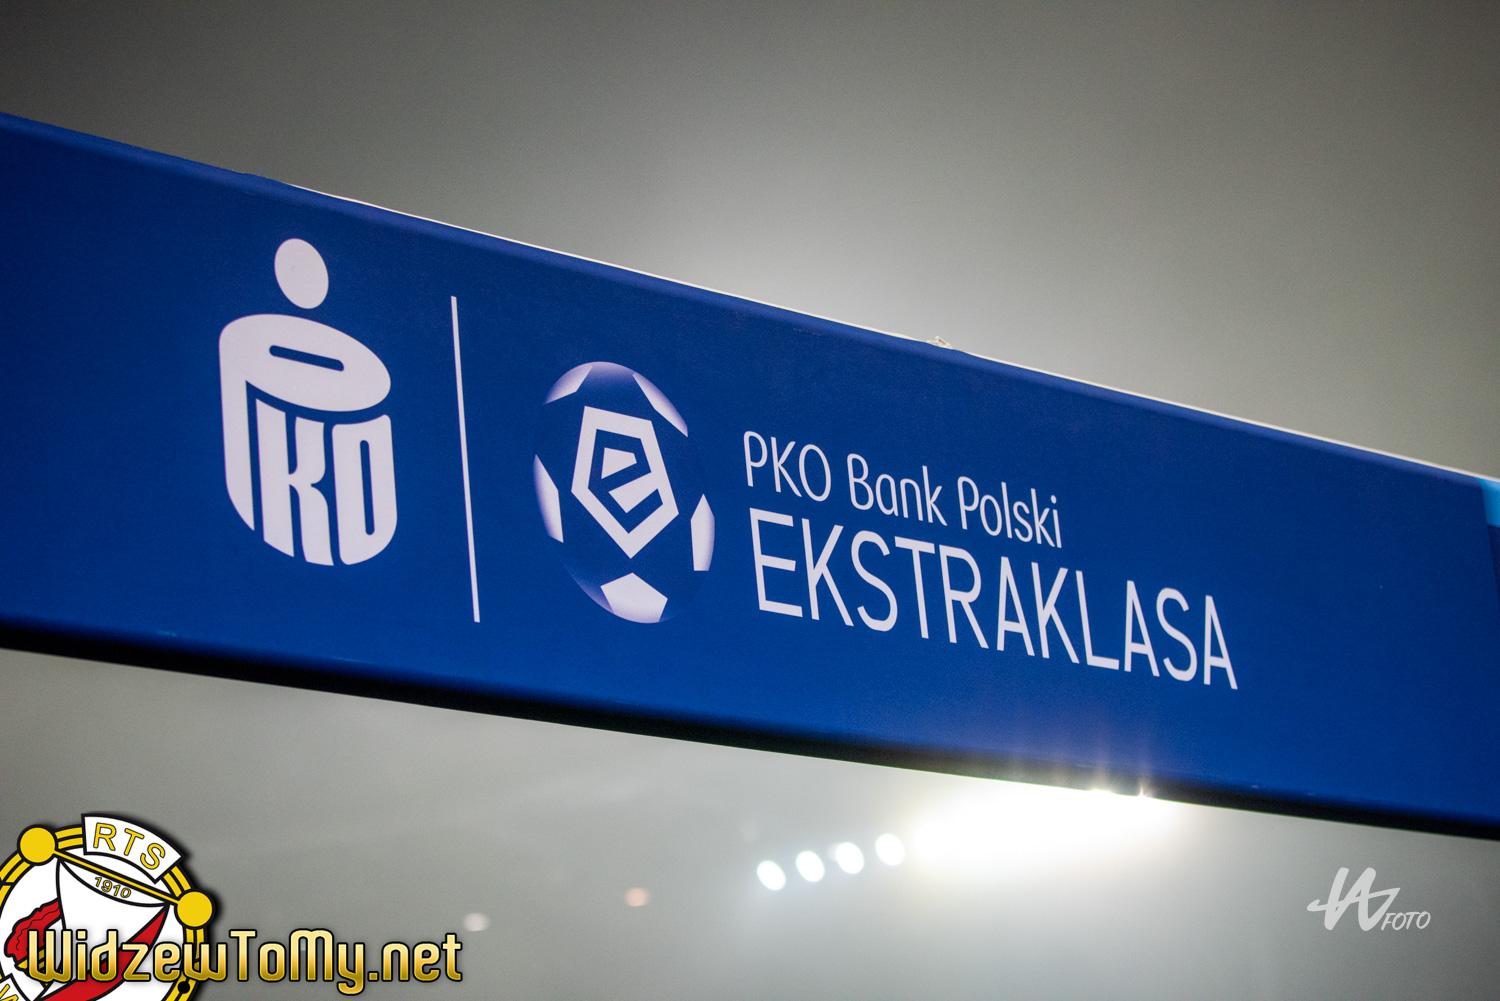 PKO
e
PKO Bank Polski
EKSTRAKLASA
RTS
1910
W
WidzewToMy.net
FOTO